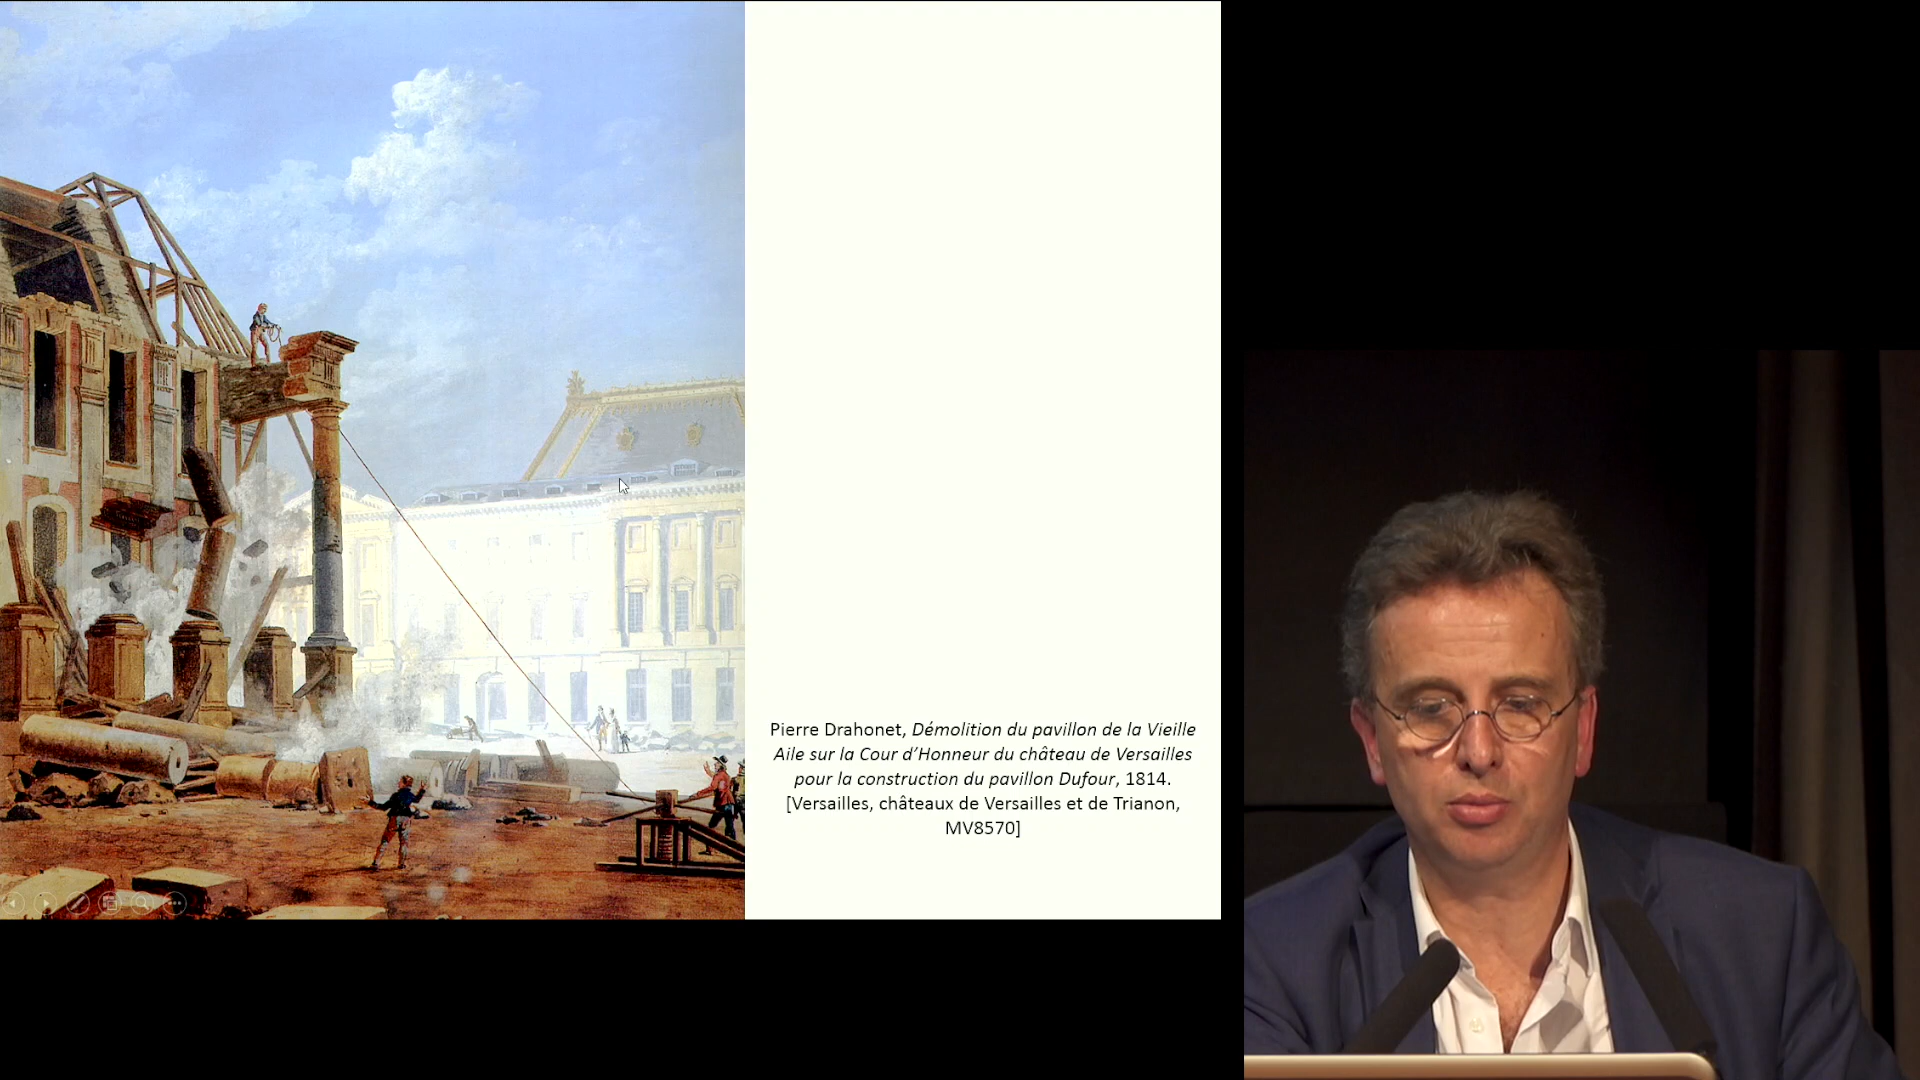 Pierre Drahonet, Démolition du pavillon de la Vieille
Aile sur la Cour d’Honneur du château de Versailles
pour la construction du pavillon Dufour, 1814.
[Versailles, châteaux de Versailles et de Trianon,
MV8570]